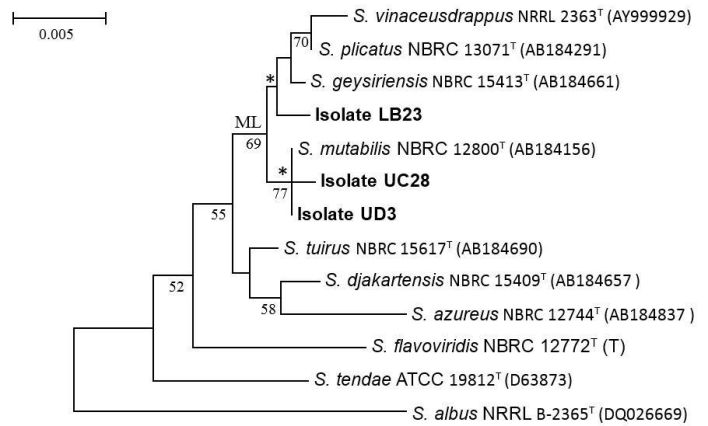 0.005
S. vinaceusdrappus NRRL 2363ᵀ (AY999929)
70
S. plicatus NBRC 13071ᵀ (AB184291)
*
S. geysiriensis NBRC 15413ᵀ (AB184661)
Isolate LB23
ML
69
S. mutabilis NBRC 12800ᵀ (AB184156)
*
77
Isolate UC28
Isolate UD3
55
S. tuirus NBRC 15617ᵀ (AB184690)
52
S. djakartensis NBRC 15409ᵀ (AB184657 )
58
S. azureus NBRC 12744ᵀ (AB184837 )
S. flavoviridis NBRC 12772ᵀ (T)
S. tendae ATCC 19812ᵀ (D63873)
S. albus NRRL B-2365ᵀ (DQ026669)